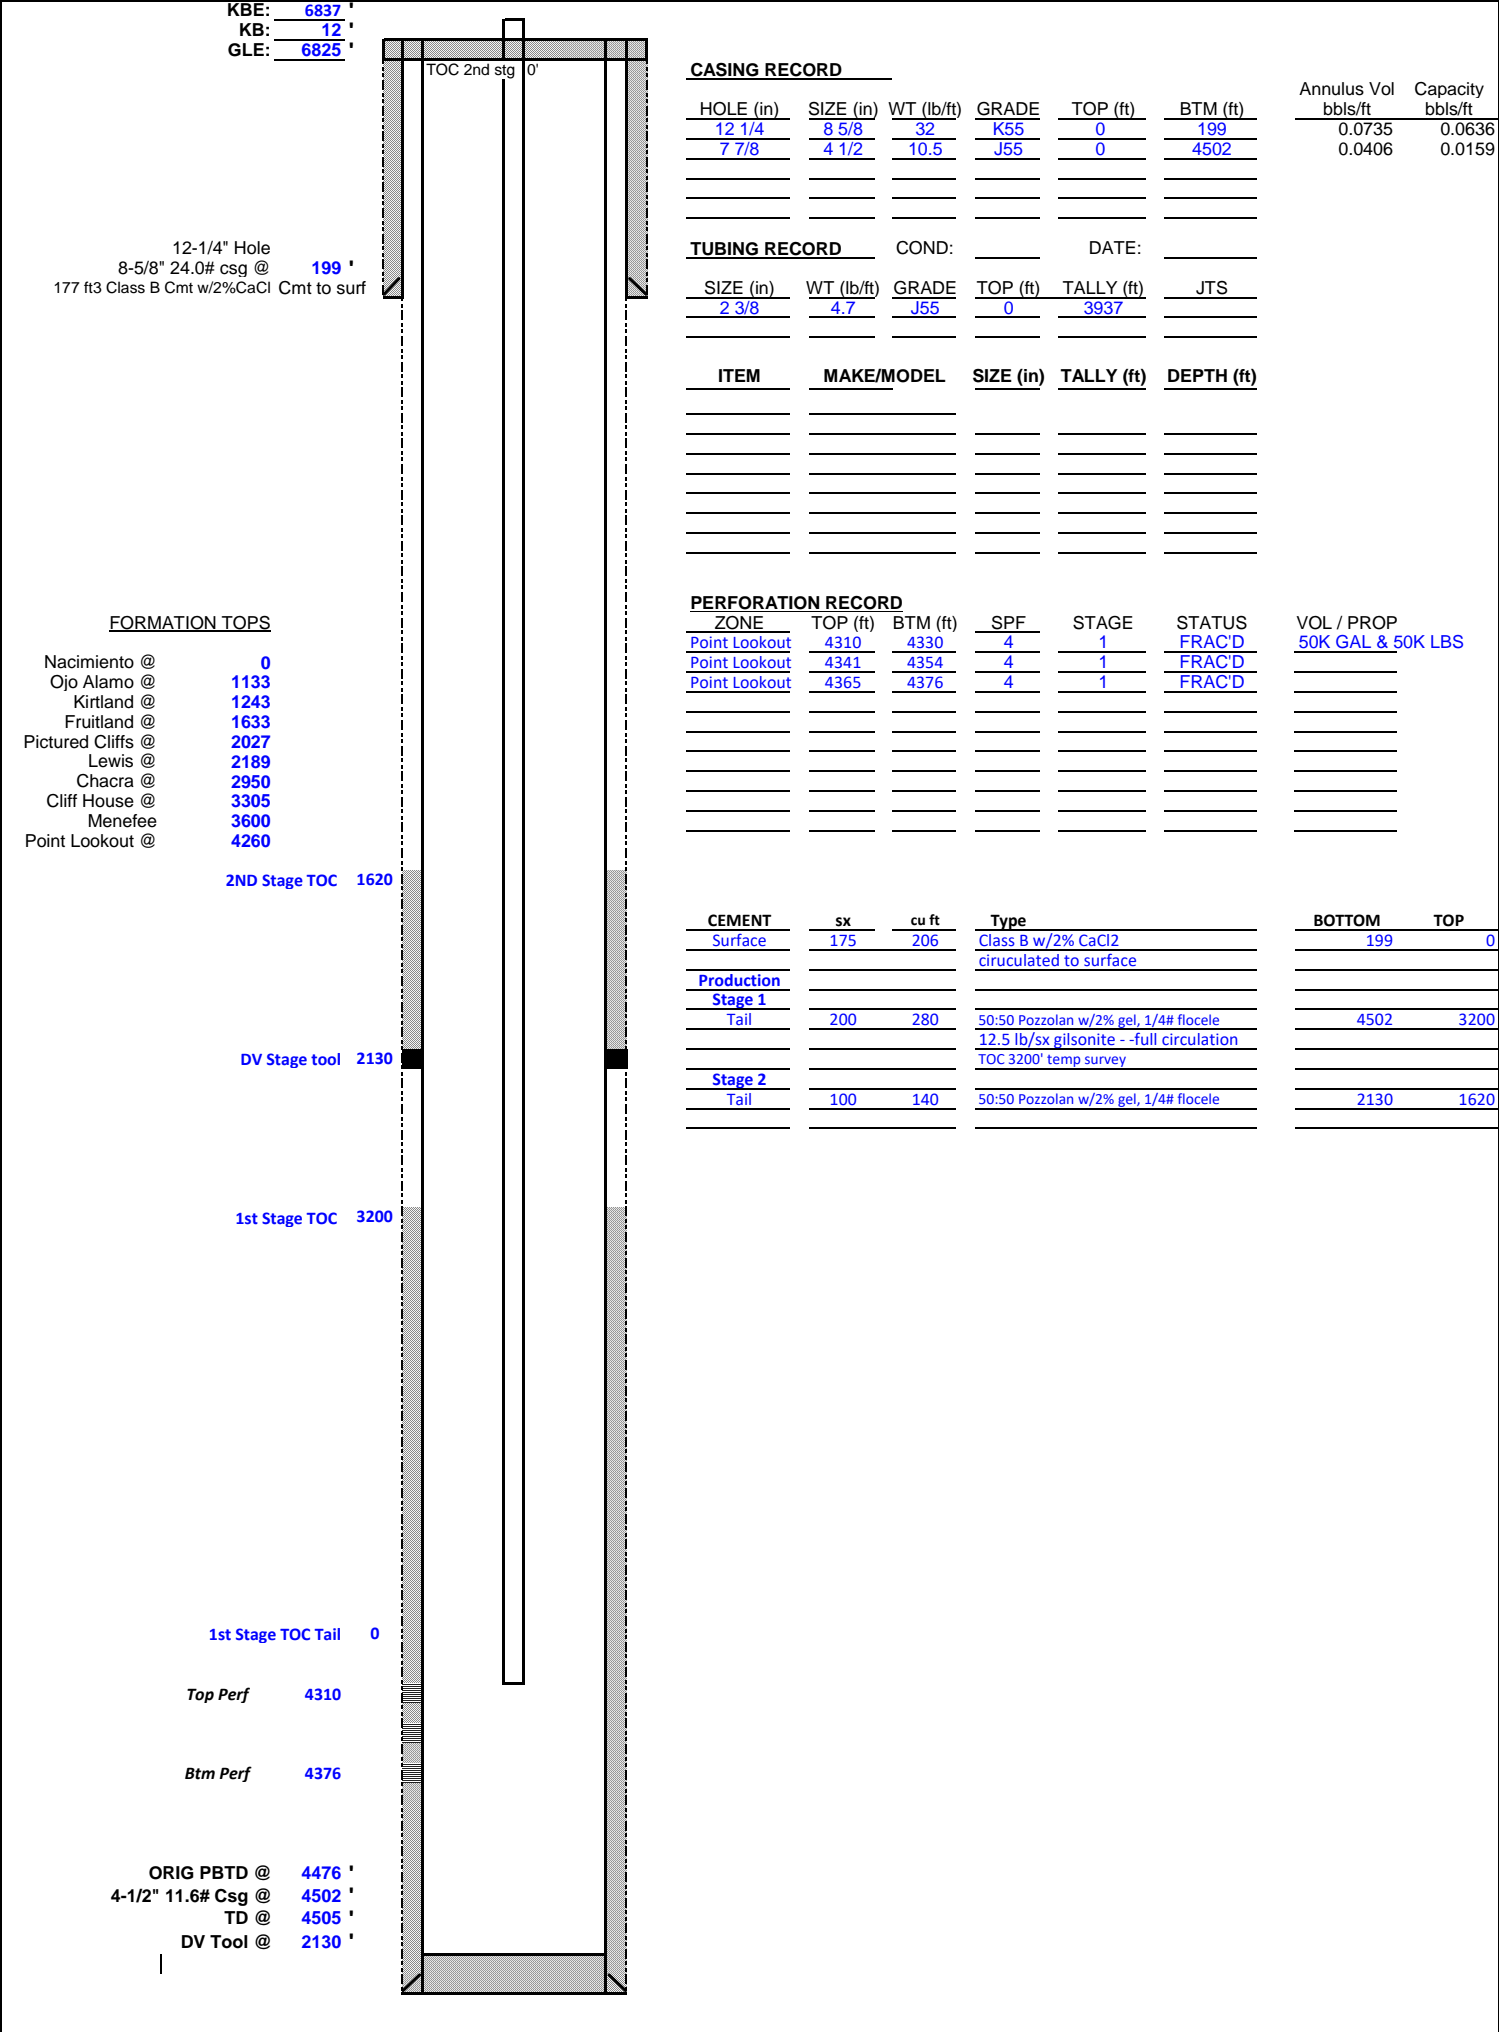 KBE: 6837 '
KB: 12 '
GLE: 6825 '
TOC 2nd stg 0'
12-1/4" Hole
8-5/8" 24.0# csg @ 199 '
177 ft3 Class B Cmt w/2%CaCl Cmt to surf
FORMATION TOPS
Nacimiento @ 0
Ojo Alamo @ 1133
Kirtland @ 1243
Fruitland @ 1633
Pictured Cliffs @ 2027
Lewis @ 2189
Chacra @ 2950
Cliff House @ 3305
Menefee 3600
Point Lookout @ 4260
2ND Stage TOC 1620
DV Stage tool 2130
1st Stage TOC 3200
1st Stage TOC Tail 0
Top Perf 4310
Btm Perf 4376
ORIG PBTD @ 4476 '
4-1/2" 11.6# Csg @ 4502 '
TD @ 4505 '
DV Tool @ 2130 '
CASING RECORD
Annulus Vol Capacity
HOLE (in) SIZE (in) WT (lb/ft) GRADE TOP (ft) BTM (ft) bbls/ft bbls/ft
12 1/4 8 5/8 32 K55 0 199 0.0735 0.0636
7 7/8 4 1/2 10.5 J55 0 4502 0.0406 0.0159
TUBING RECORD COND: DATE:
SIZE (in) WT (lb/ft) GRADE TOP (ft) TALLY (ft) JTS
2 3/8 4.7 J55 0 3937
ITEM MAKE/MODEL SIZE (in) TALLY (ft) DEPTH (ft)
PERFORATION RECORD
ZONE TOP (ft) BTM (ft) SPF STAGE STATUS VOL / PROP
Point Lookout 4310 4330 4 1 FRAC'D 50K GAL & 50K LBS
Point Lookout 4341 4354 4 1 FRAC'D
Point Lookout 4365 4376 4 1 FRAC'D
CEMENT sx cu ft Type BOTTOM TOP
Surface 175 206 Class B w/2% CaCl2 199 0
ciruculated to surface
Production
Stage 1
Tail 200 280 50:50 Pozzolan w/2% gel, 1/4# flocele 4502 3200
12.5 lb/sx gilsonite - -full circulation
TOC 3200' temp survey
Stage 2
Tail 100 140 50:50 Pozzolan w/2% gel, 1/4# flocele 2130 1620